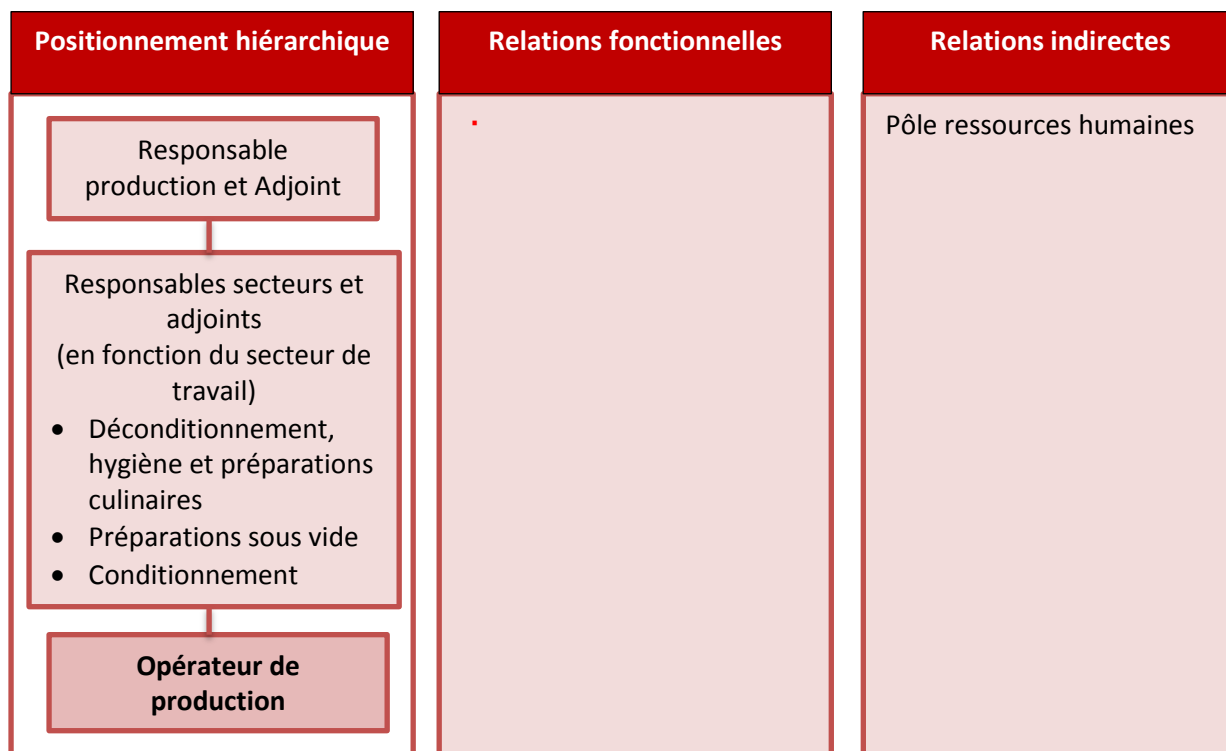 Positionnement hiérarchique
Responsable
production et Adjoint
Responsables secteurs et
adjoints
(en fonction du secteur de
travail)
• Déconditionnement,
hygiène et préparations
culinaires
• Préparations sous vide
• Conditionnement
Opérateur de
production
Relations fonctionnelles
.
Relations indirectes
Pôle ressources humaines